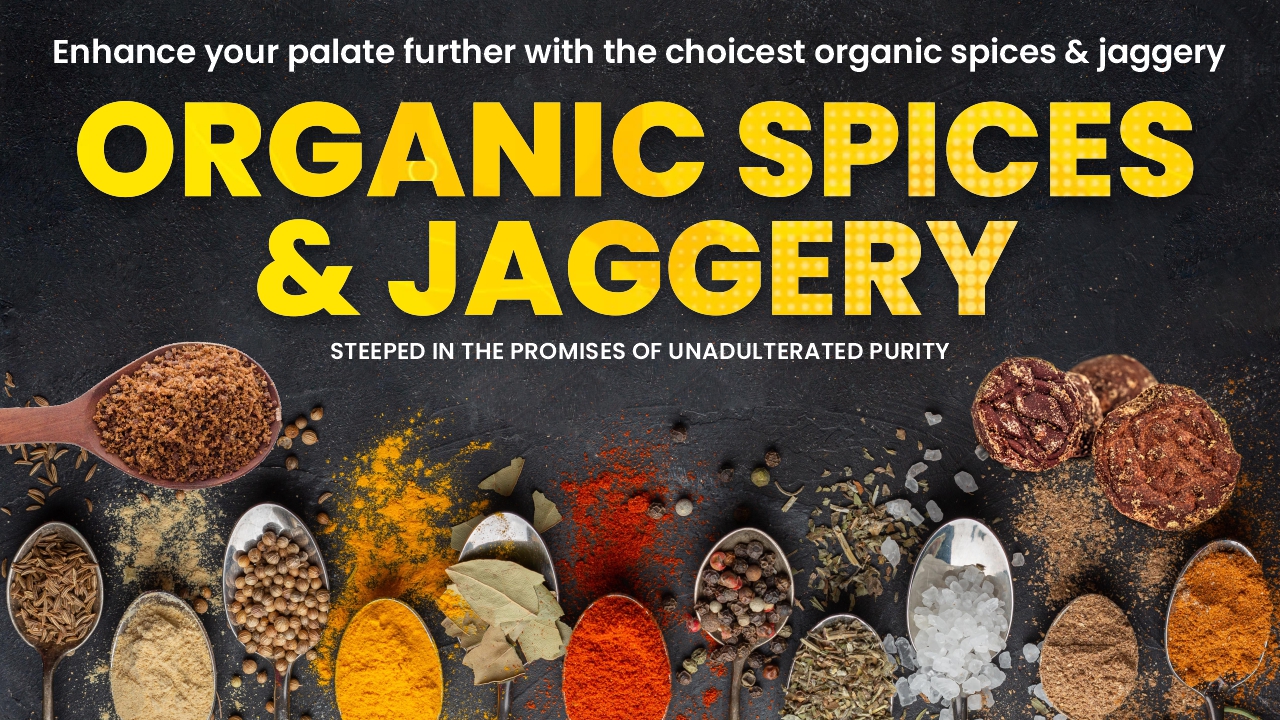 Enhance your palate further with the choicest organic spices & jaggery
ORGANIC SPICES
& JAGGERY
STEEPED IN THE PROMISES OF UNADULTERATED PURITY